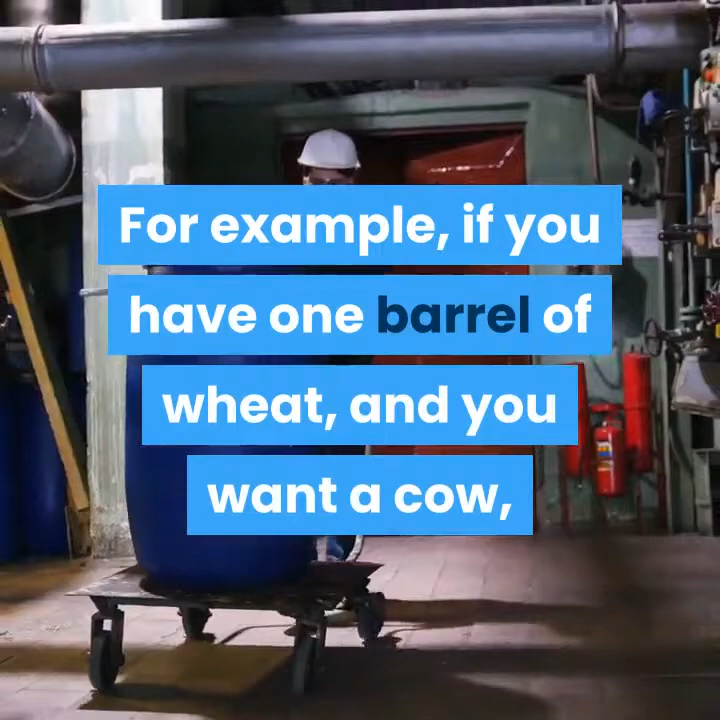 For example, if you
have one barrel of
wheat, and you
want a cow,